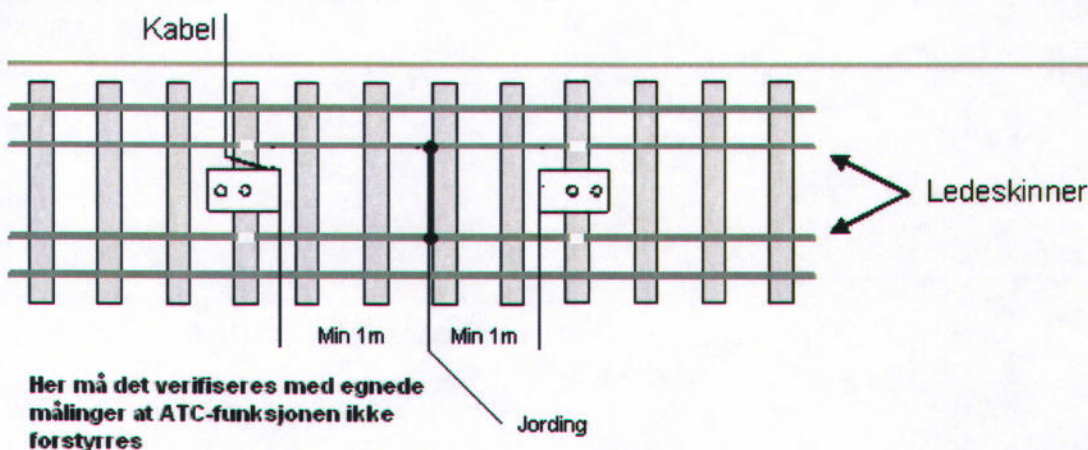 Kabel
Ledeskinner
Min 1m
Min 1m
Her må det verifiseres med egnede
målinger at ATC-funksjonen ikke
forstyrres
Jording